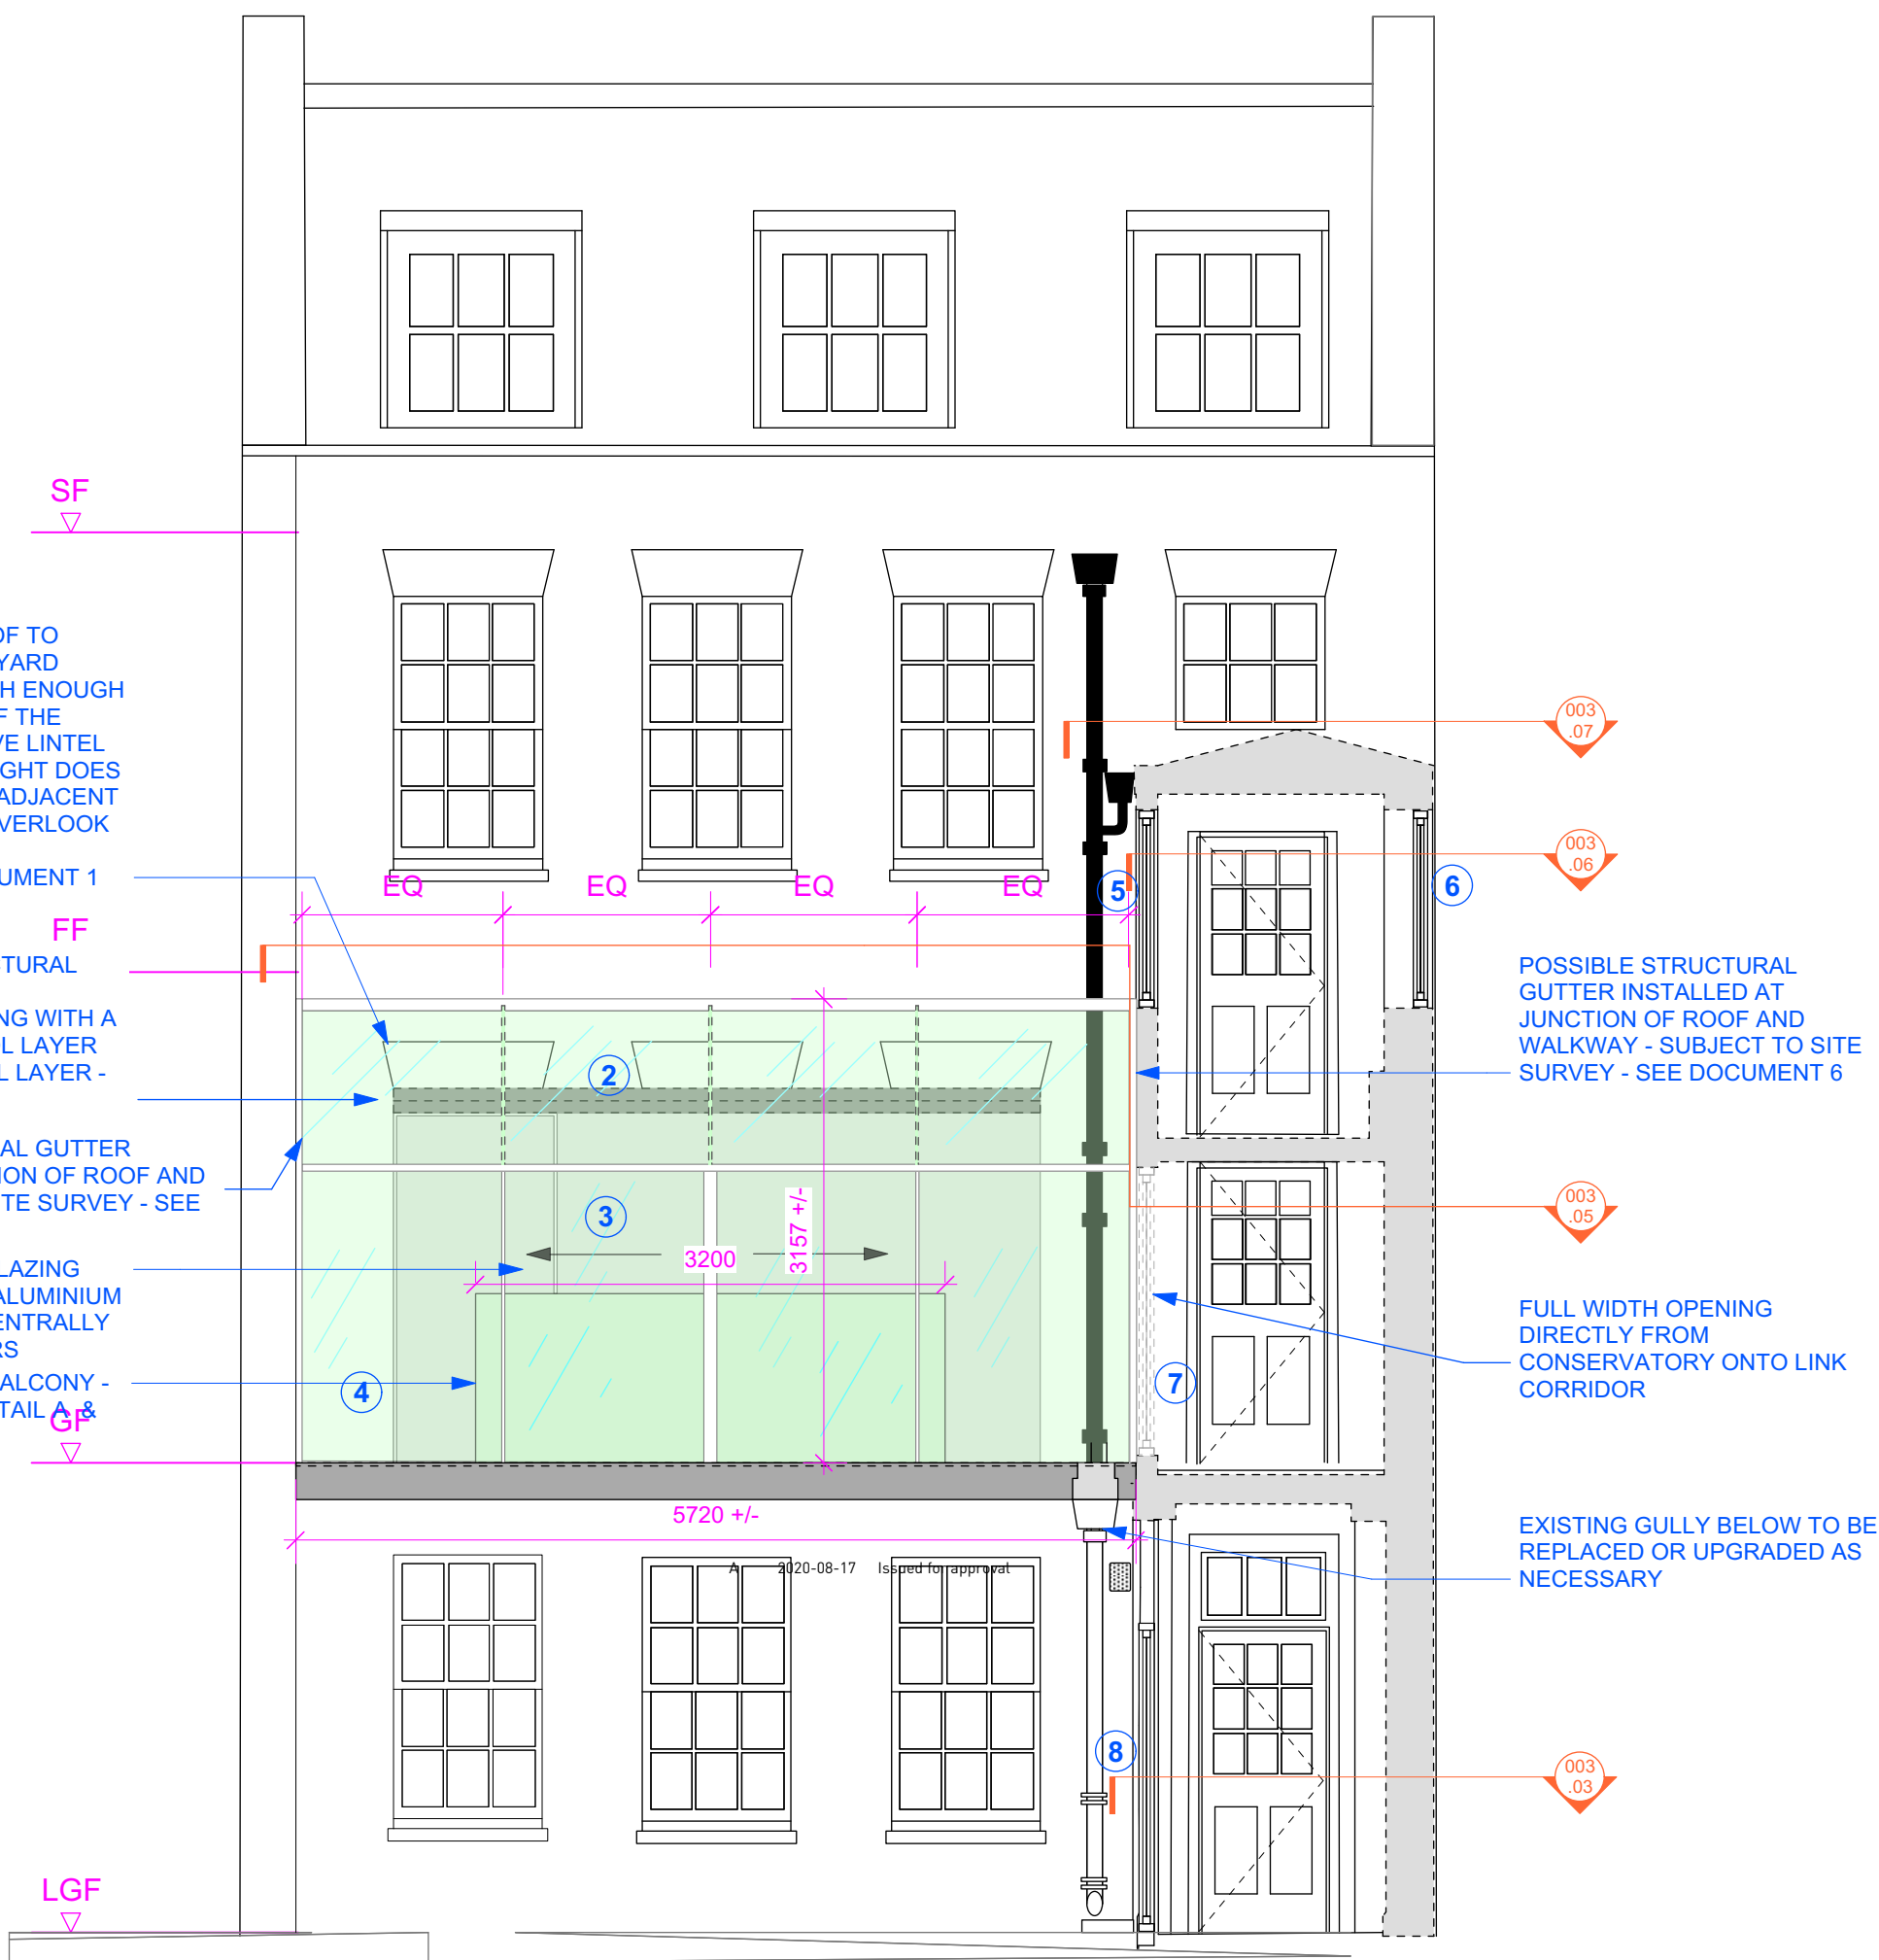 SF
OF TO
YARD
H ENOUGH
F THE
VE LINTEL
GHT DOES
ADJACENT
VERLOOK
UMENT 1
FF
STURAL
NG WITH A
L LAYER
L LAYER -
AL GUTTER
ION OF ROOF AND
TE SURVEY - SEE
LAZING
ALUMINIUM
ENTRALLY
RS
ALCONY -
TAIL A &
GF
LGF
EQ
EQ
EQ
EQ
2
3
4
5
6
7
8
3200
3157 +/-
5720 +/-
A 2020-08-17 Issued for approval
003
.07
003
.06
POSSIBLE STRUCTURAL
GUTTER INSTALLED AT
JUNCTION OF ROOF AND
WALKWAY - SUBJECT TO SITE
SURVEY - SEE DOCUMENT 6
003
.05
FULL WIDTH OPENING
DIRECTLY FROM
CONSERVATORY ONTO LINK
CORRIDOR
EXISTING GULLY BELOW TO BE
REPLACED OR UPGRADED AS
NECESSARY
003
.03